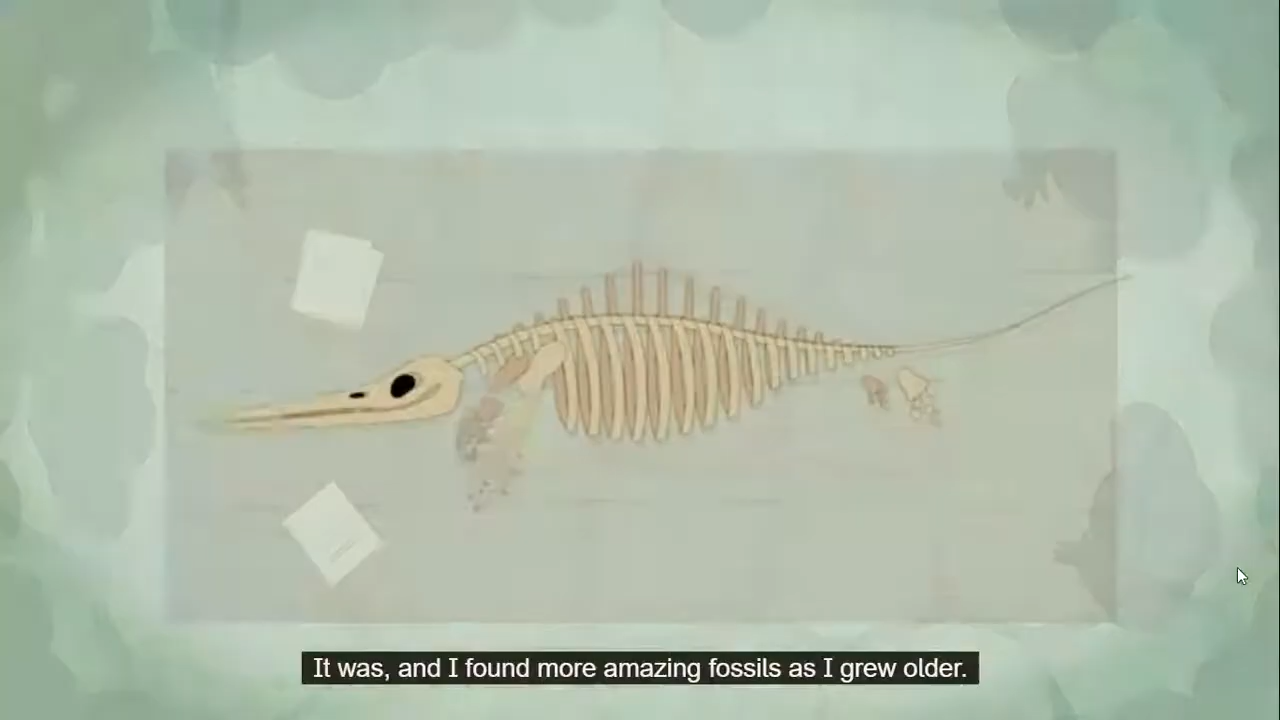 It was, and I found more amazing fossils as I grew older.